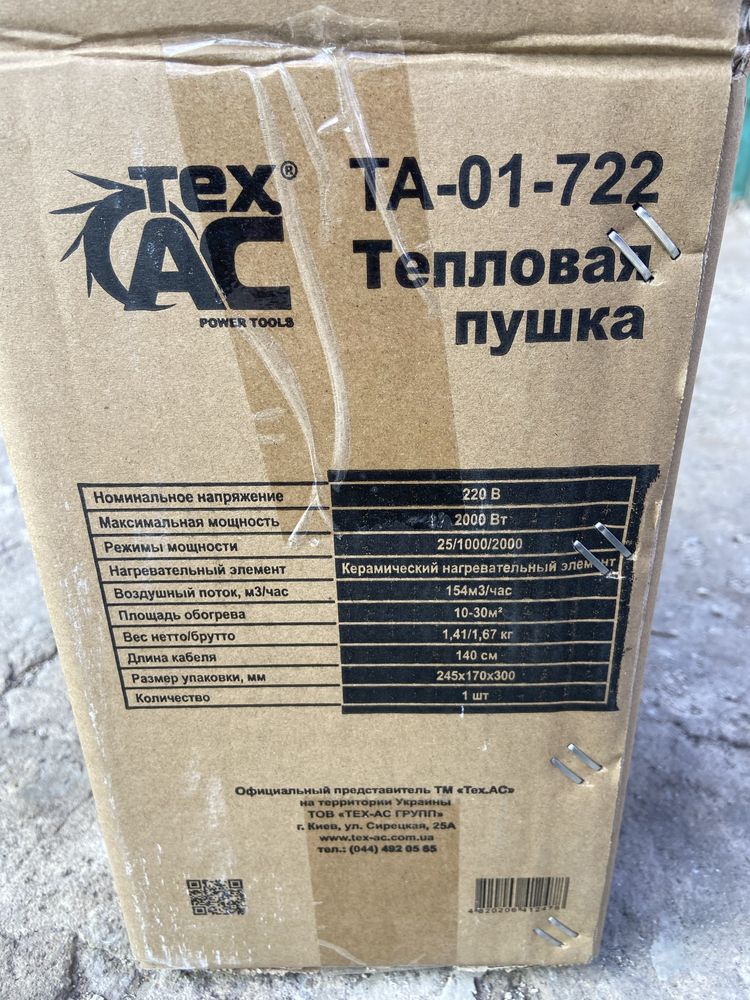 Tex®
AC
POWER TOOLS
TA-01-722
Тепловая
пушка
Номинальное напряжение 220 В
Максимальная мощность 2000 Вт
Режимы мощности 25/1000/2000
Нагревательный элемент Керамический нагревательный элемент
Воздушный поток, м3/час 154м3/час
Площадь обогрева 10-30м²
Вес нетто/брутто 1,41/1,67 кг
Длина кабеля 140 см
Размер упаковки, мм 245х170х300
Количество 1 шт
Официальный представитель ТМ «Тех.АС»
на территории Украины
ТОВ «ТЕХ-АС ГРУПП»
г. Киев, ул. Сирецкая, 25А
www.tex-ac.com.ua
тел.: (044) 492 05 85